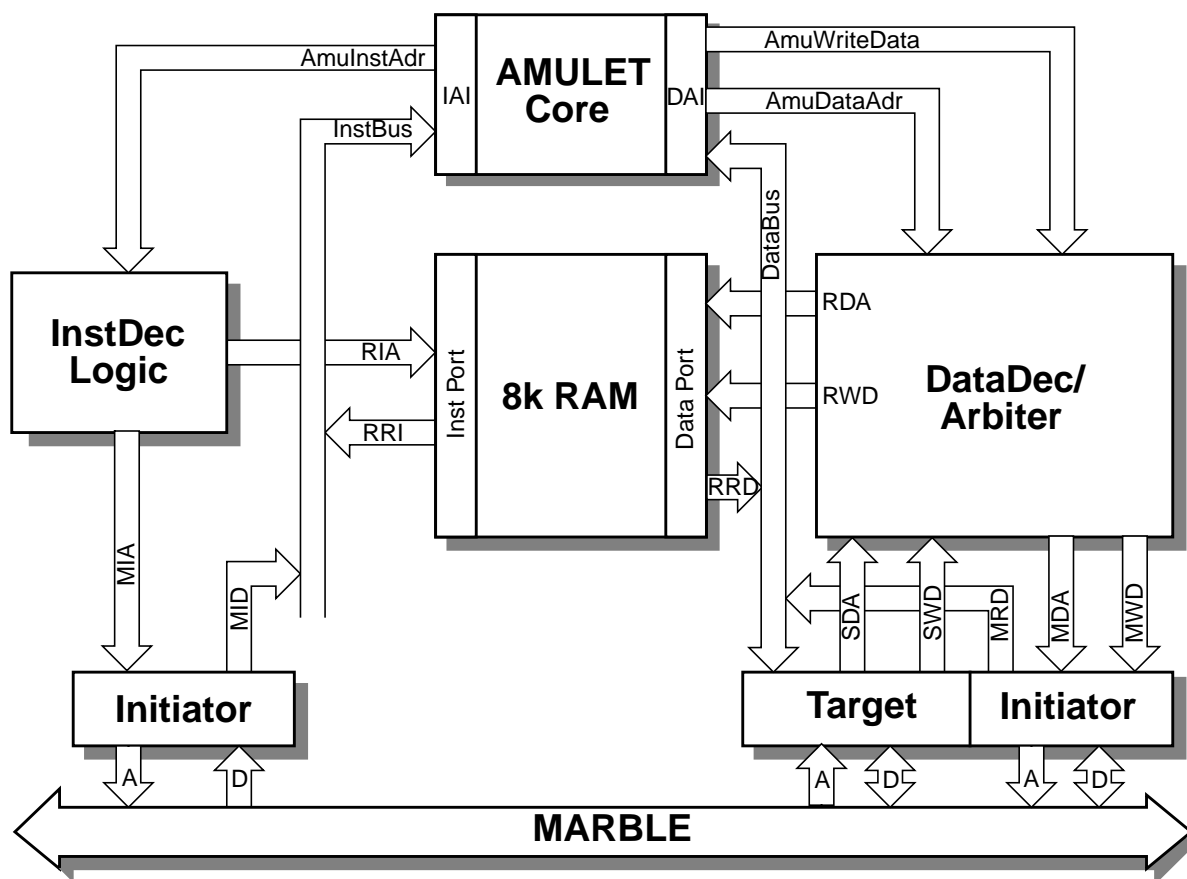 AmuInstAdr
AmuWriteData
IAI
AMULET
Core
DAI
AmuDataAdr
InstBus
DataBus
InstDec
Logic
RIA
RRI
Inst Port
8k RAM
Data Port
RDA
RWD
RRD
DataDec/
Arbiter
MIA
MID
SDA
SWD
MRD
MDA
MWD
Initiator
Target
Initiator
A
D
A
D
A
D
MARBLE